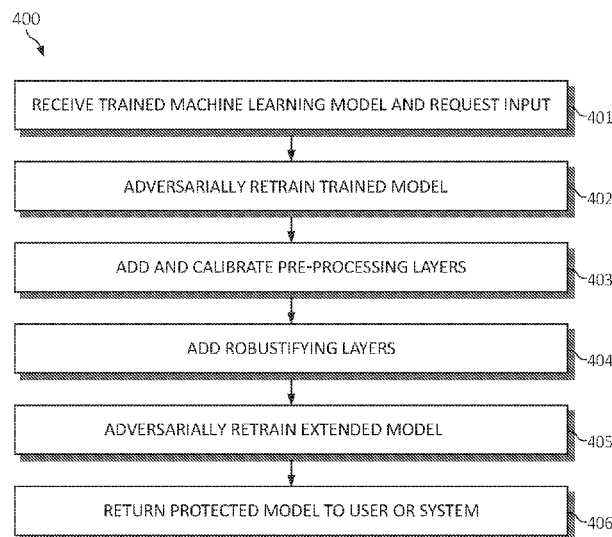 400
RECEIVE TRAINED MACHINE LEARNING MODEL AND REQUEST INPUT
401
ADVERSARIALLY RETRAIN TRAINED MODEL
402
ADD AND CALIBRATE PRE-PROCESSING LAYERS
403
ADD ROBUSTIFYING LAYERS
404
ADVERSARIALLY RETRAIN EXTENDED MODEL
405
RETURN PROTECTED MODEL TO USER OR SYSTEM
406